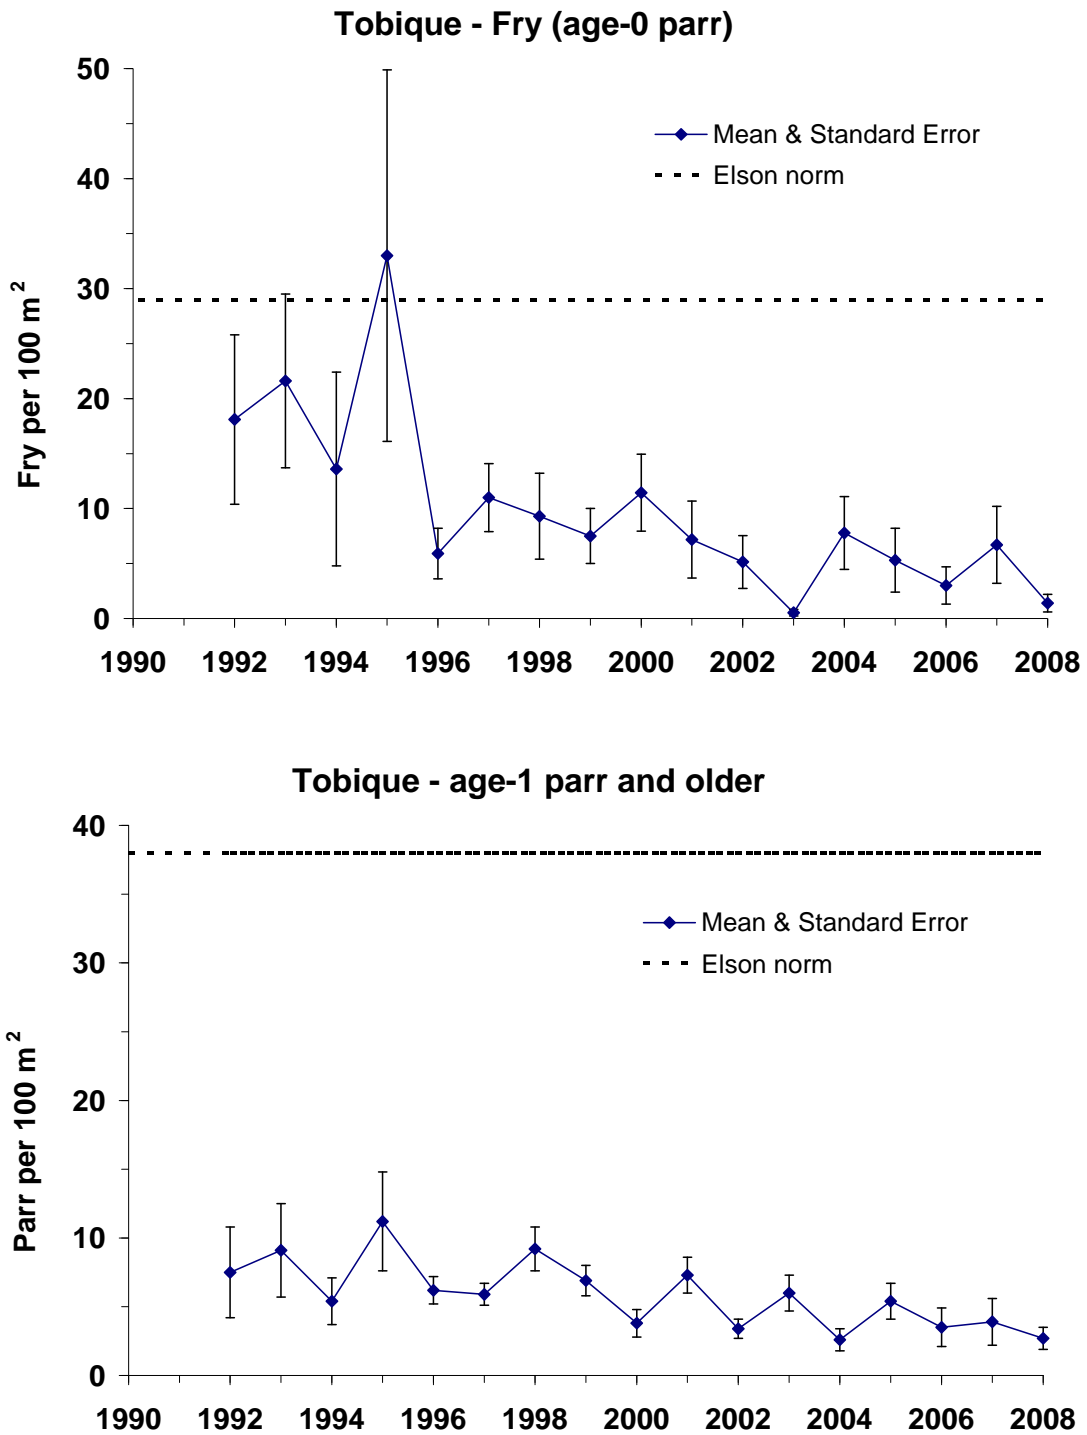 Tobique - Fry (age-0 parr)
50
40
30
20
10
0
Fry per 100 m²
Mean & Standard Error
Elson norm
1990 1992 1994 1996 1998 2000 2002 2004 2006 2008
Tobique - age-1 parr and older
40
30
20
10
0
Parr per 100 m²
Mean & Standard Error
Elson norm
1990 1992 1994 1996 1998 2000 2002 2004 2006 2008